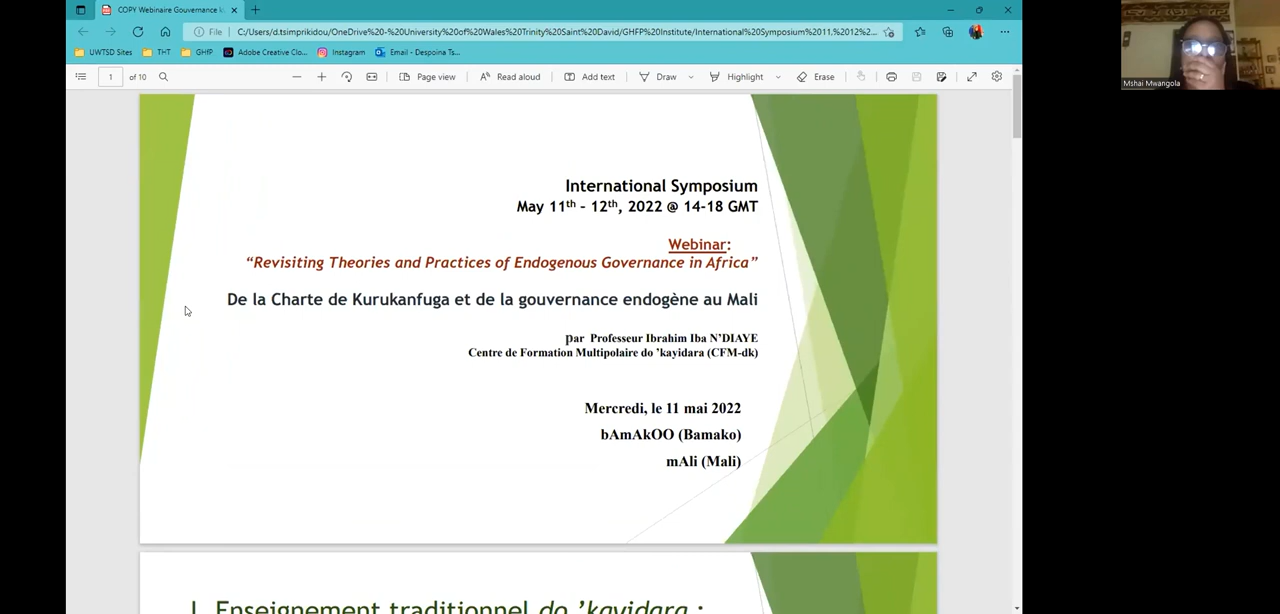 COPY Webinaire Gouvernance k
File
C:/Users/d.tsimprikidou/OneDrive%20-%20University%20of%20Wales%20Trinity%20Saint%20David/GHFP%20Institute/International%20Symposium%2011.%2012%2...
UWTSD Sites
THT
GHfP
Adobe Creative Clo...
Instagram
Email - Despoina Ts...
1 of 10
Page view
Read aloud
Add text
Draw
Highlight
Erase
Mshai Mwangola
International Symposium
May 11th - 12th, 2022 @ 14-18 GMT
Webinar:
“Revisiting Theories and Practices of Endogenous Governance in Africa”
De la Charte de Kurukanfuga et de la gouvernance endogène au Mali
par Professeur Ibrahim Iba N’DIAYE
Centre de Formation Multipolaire do ’kayidara (CFM-dk)
Mercredi, le 11 mai 2022
bAmAkOO (Bamako)
mAli (Mali)
I. Enseignement traditionnel do ’kayidara :